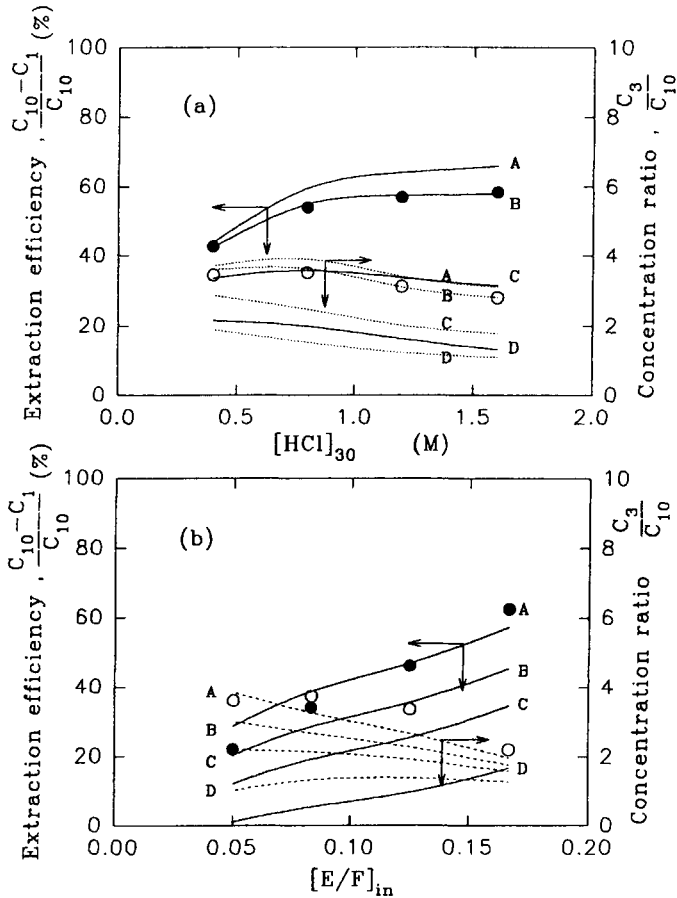 Extraction efficiency , C10−C1 / C10 (%)
100
80
60
40
20
0
(a)
A
B
C
D
A
B
C
D
10
8
6
4
2
0
Concentration ratio , C3 / C10
0.0 0.5 1.0 1.5 2.0
[HCl]30 (M)
Extraction efficiency , C10−C1 / C10 (%)
100
80
60
40
20
0
(b)
A
B
C
D
A
B
C
D
10
8
6
4
2
0
Concentration ratio , C3 / C10
0.00 0.05 0.10 0.15 0.20
[E/F]in